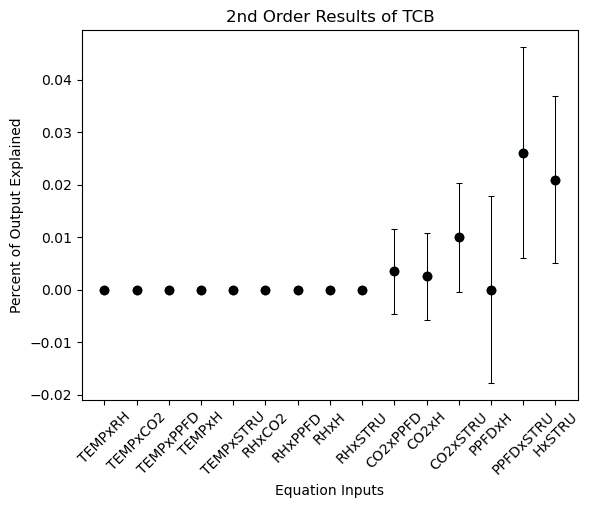 2nd Order Results of TCB
Percent of Output Explained
0.04
0.03
0.02
0.01
0.00
−0.01
−0.02
TEMPxRH
TEMPxCO2
TEMPxPPFD
TEMPxH
TEMPxSTRU
RHxCO2
RHxPPFD
RHxH
RHxSTRU
CO2xPPFD
CO2xH
CO2xSTRU
PPFDxH
PPFDxSTRU
HxSTRU
Equation Inputs